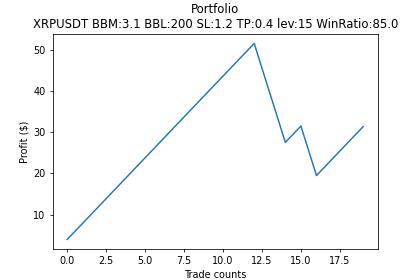 Portfolio
XRPUSDT BBM:3.1 BBL:200 SL:1.2 TP:0.4 lev:15 WinRatio:85.0
50
40
30
20
10
Profit ($)
0.0 2.5 5.0 7.5 10.0 12.5 15.0 17.5
Trade counts